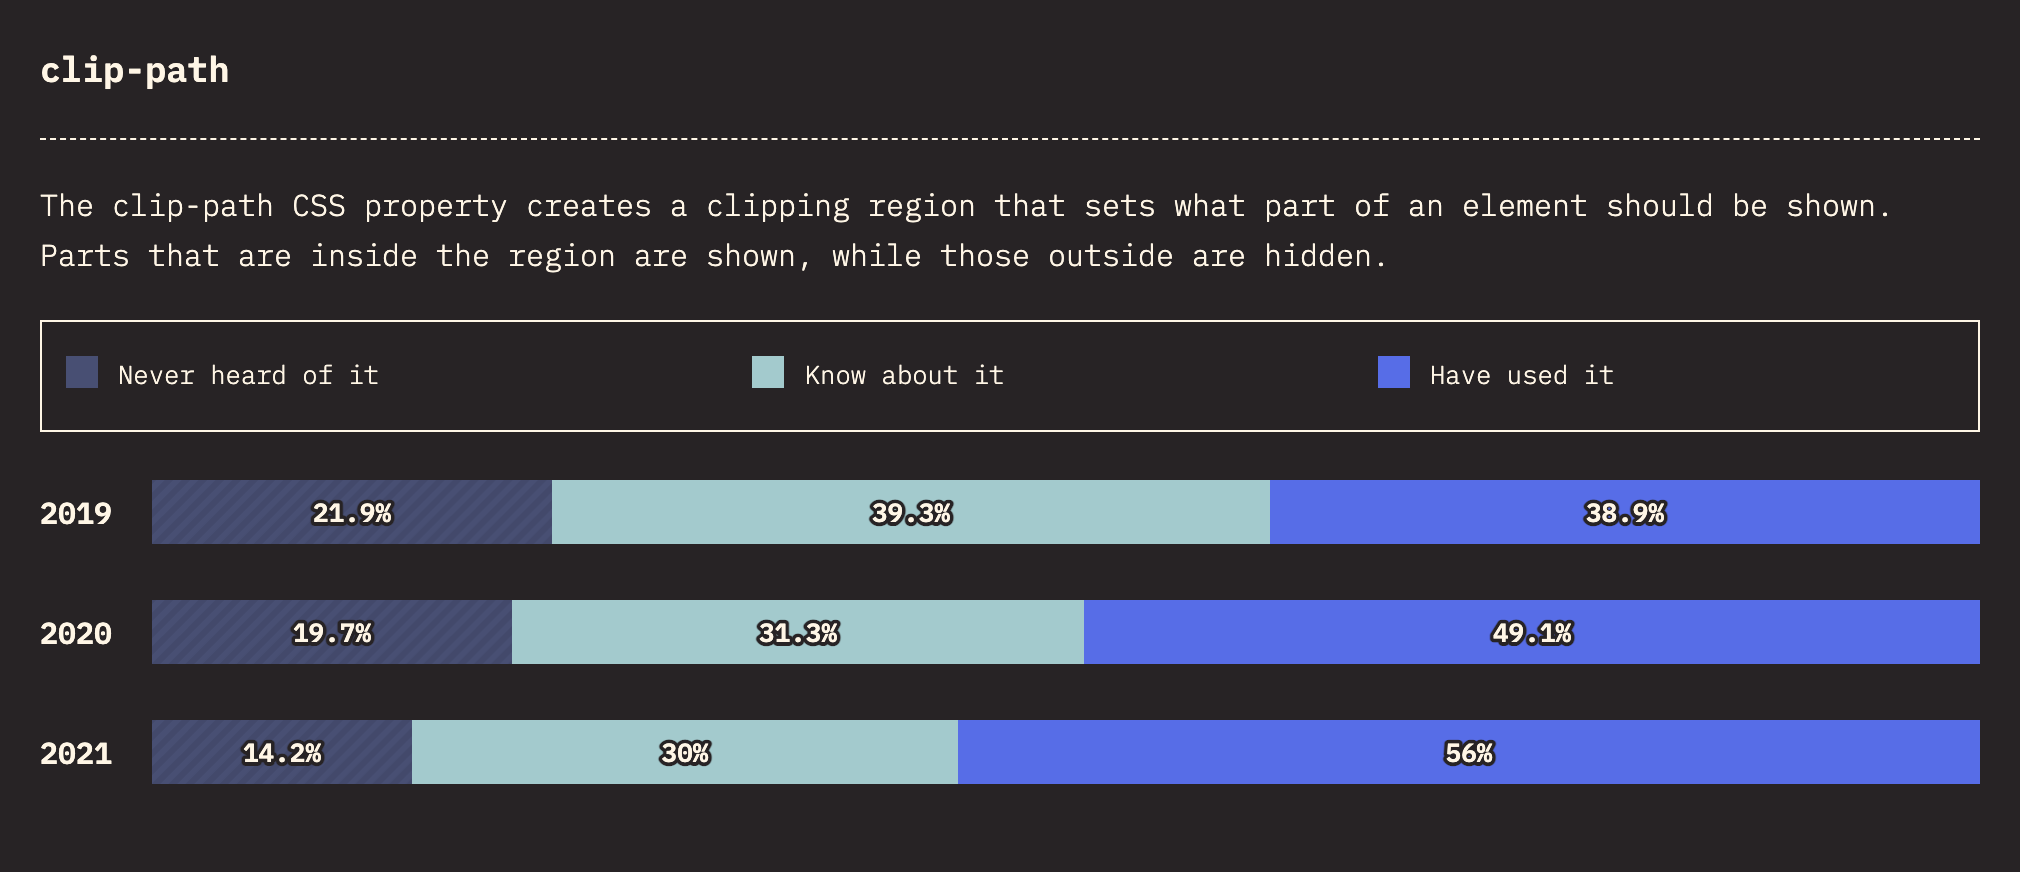 clip-path
The clip-path CSS property creates a clipping region that sets what part of an element should be shown.
Parts that are inside the region are shown, while those outside are hidden.
Never heard of it Know about it Have used it
2019 21.9% 39.3% 38.9%
2020 19.7% 31.3% 49.1%
2021 14.2% 30% 56%